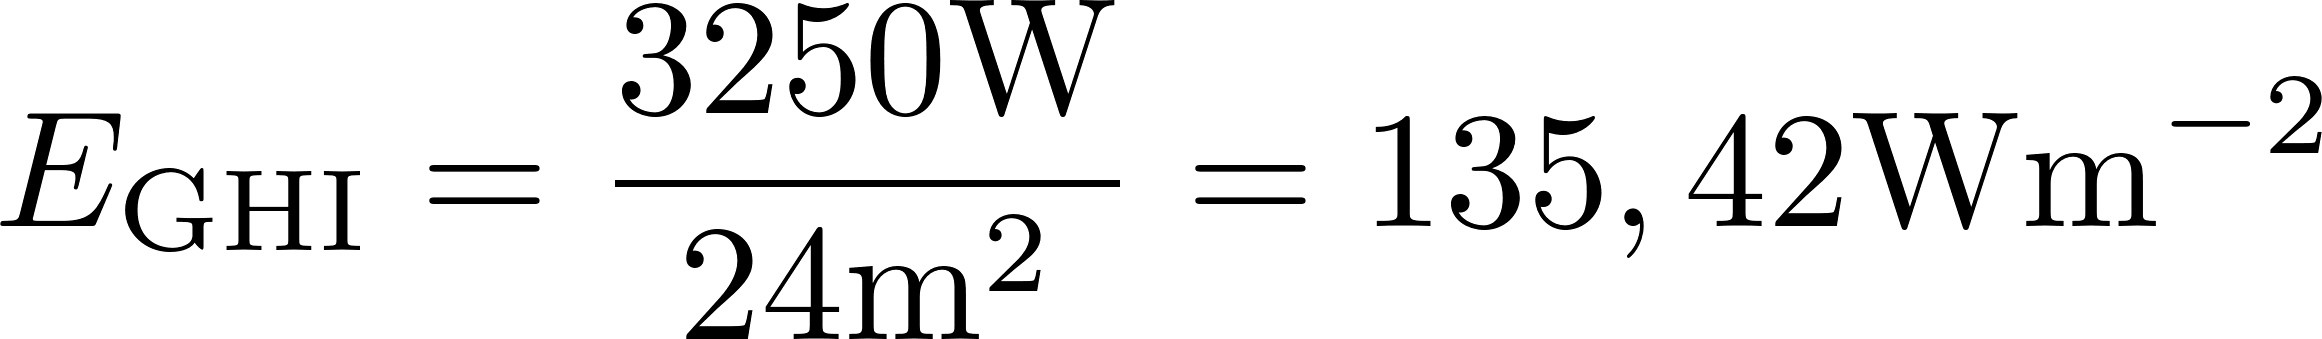 E_GHI = 3250W / 24m² = 135,42Wm⁻²